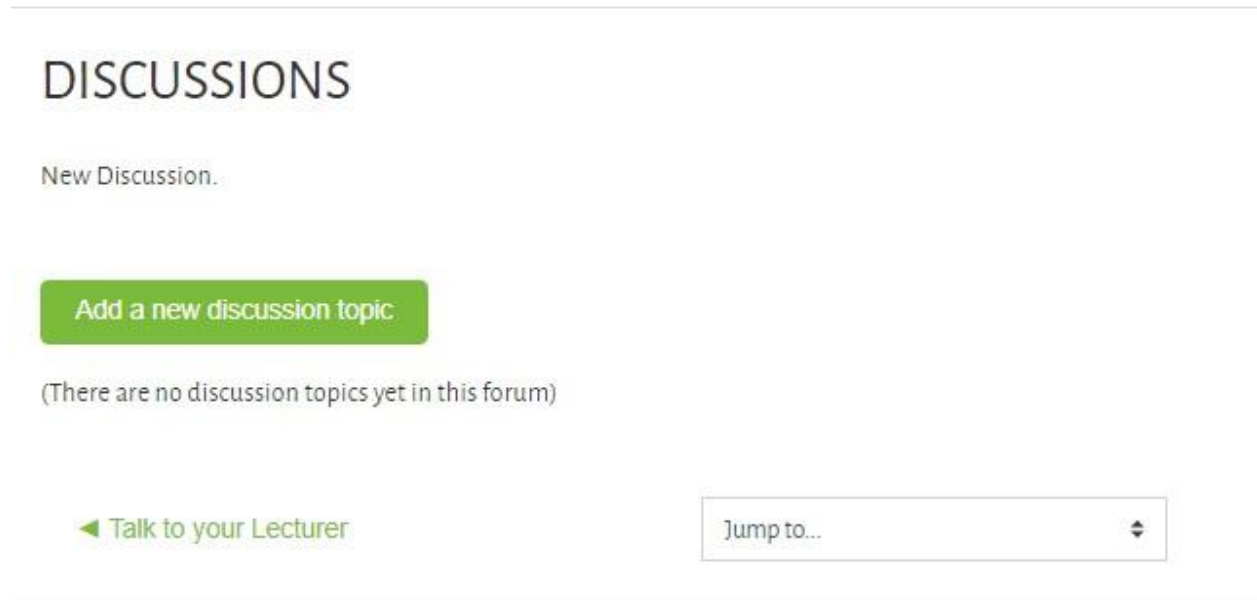 DISCUSSIONS
New Discussion.
Add a new discussion topic
(There are no discussion topics yet in this forum)
◄ Talk to your Lecturer
Jump to...